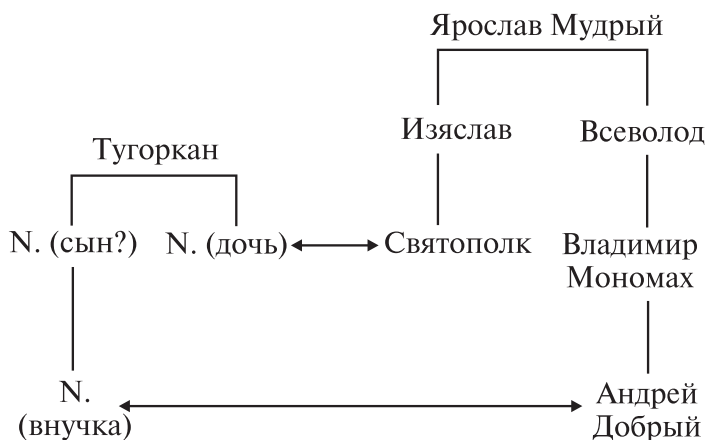 Ярослав Мудрый
Изяслав
Всеволод
Тугоркан
N. (сын?)
N. (дочь)
Святополк
Владимир
Мономах
N.
(внучка)
Андрей
Добрый